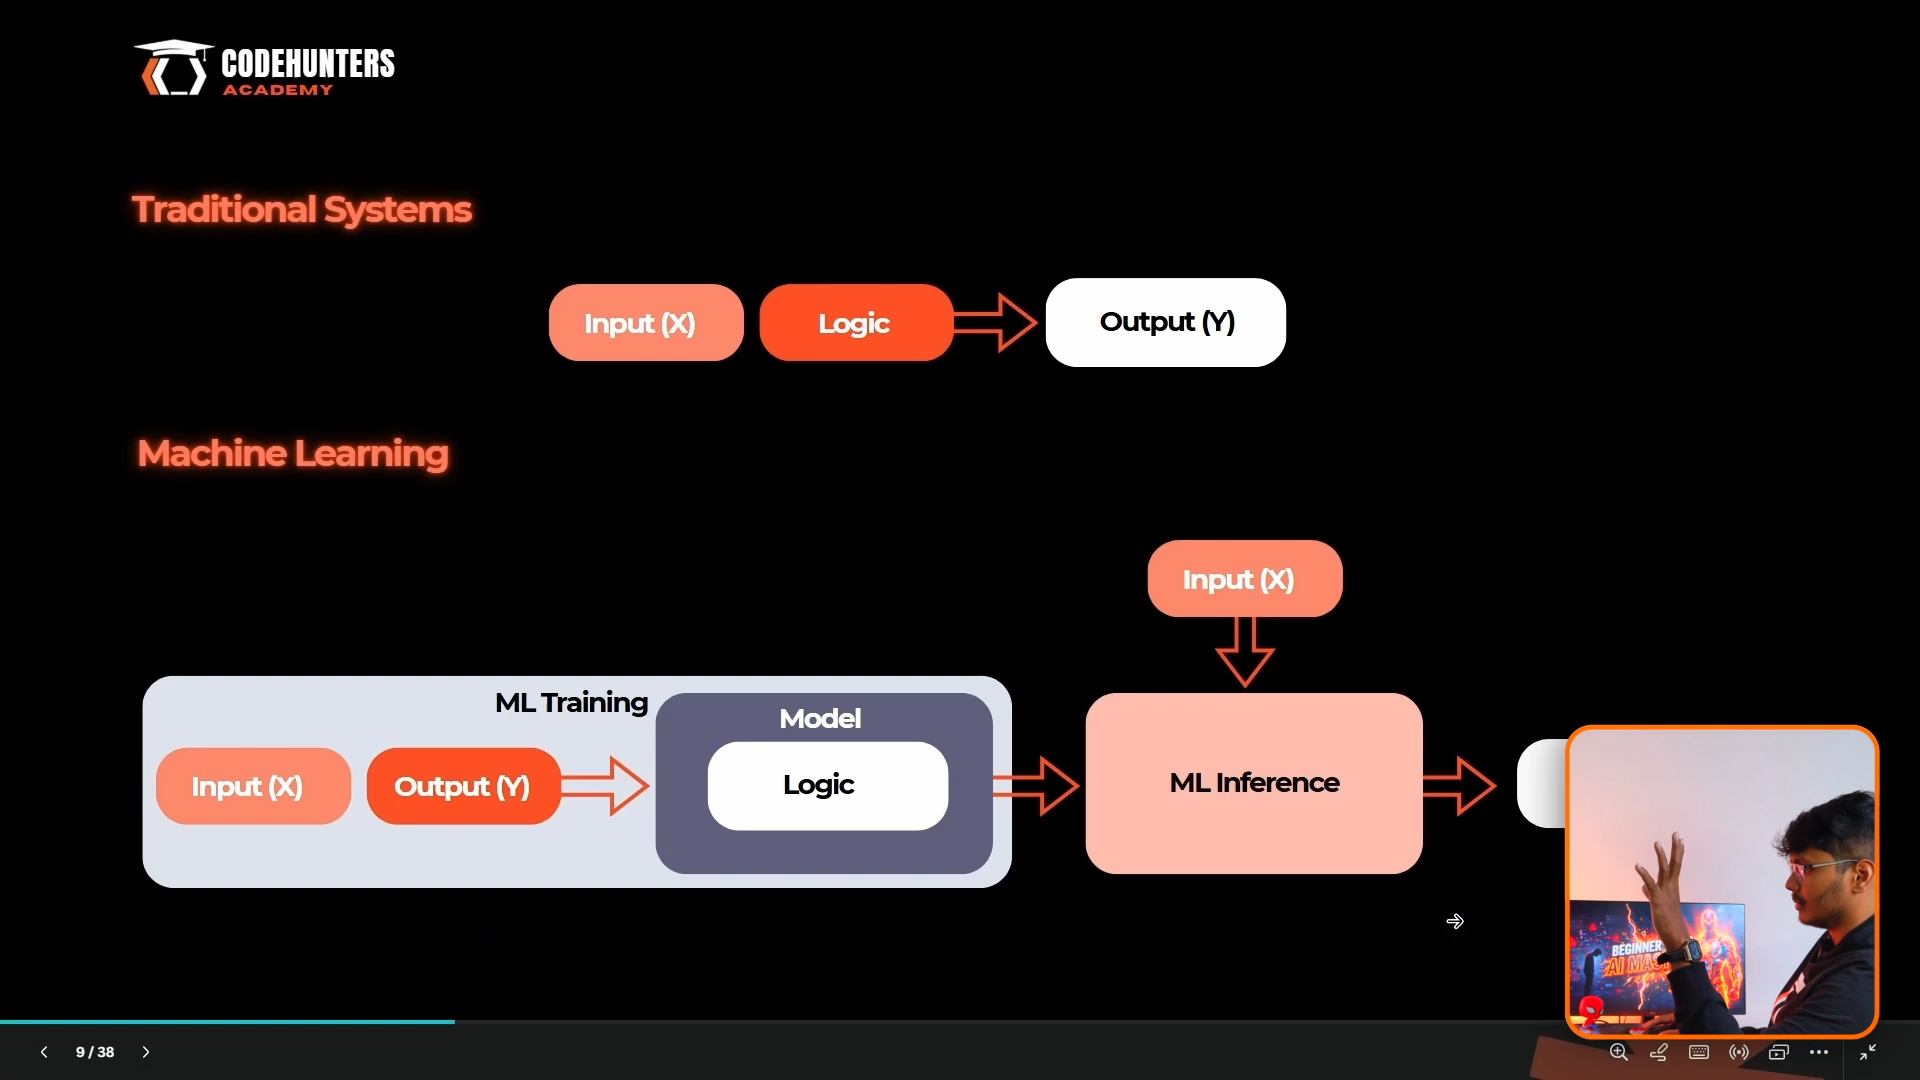 CODEHUNTERS
ACADEMY
Traditional Systems
Input (X)
Logic
Output (Y)
Machine Learning
Input (X)
ML Training
Model
Input (X)
Output (Y)
Logic
ML Inference
BEGINNER
AI
9 / 38